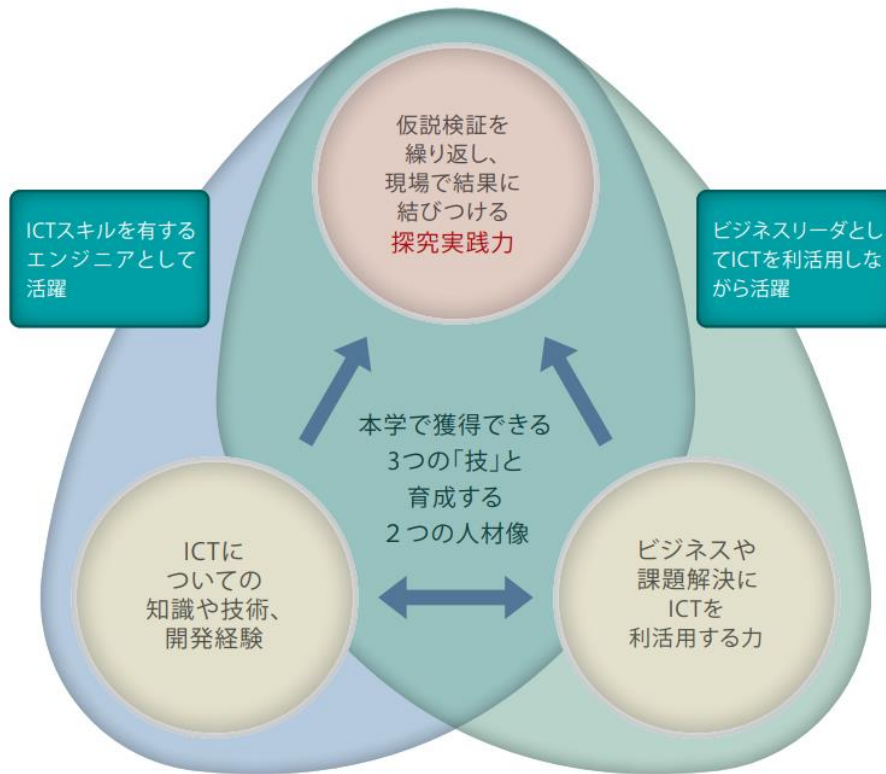 仮説検証を
繰り返し、
現場で結果に
結びつける
探究実践力
ICTスキルを有する
エンジニアとして
活躍
ビジネスリーダとし
てICTを利活用しな
がら活躍
本学で獲得できる
3つの「技」と
育成する
２つの人材像
ICTに
ついての
知識や技術、
開発経験
ビジネスや
課題解決に
ICTを
利活用する力